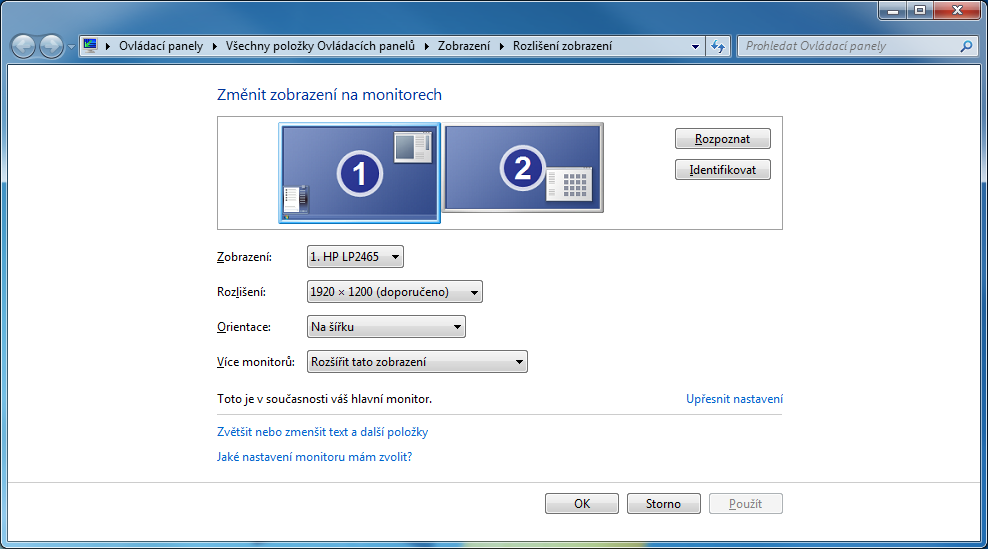 Ovládací panely ▸ Všechny položky Ovládacích panelů ▸ Zobrazení ▸ Rozlišení zobrazení
Prohledat Ovládací panely
Změnit zobrazení na monitorech
1
2
Rozpoznat
Identifikovat
Zobrazení: 1. HP LP2465
Rozlišení: 1920 × 1200 (doporučeno)
Orientace: Na šířku
Více monitorů: Rozšířit tato zobrazení
Toto je v současnosti váš hlavní monitor. Upřesnit nastavení
Zvětšit nebo zmenšit text a další položky
Jaké nastavení monitoru mám zvolit?
OK Storno Použít